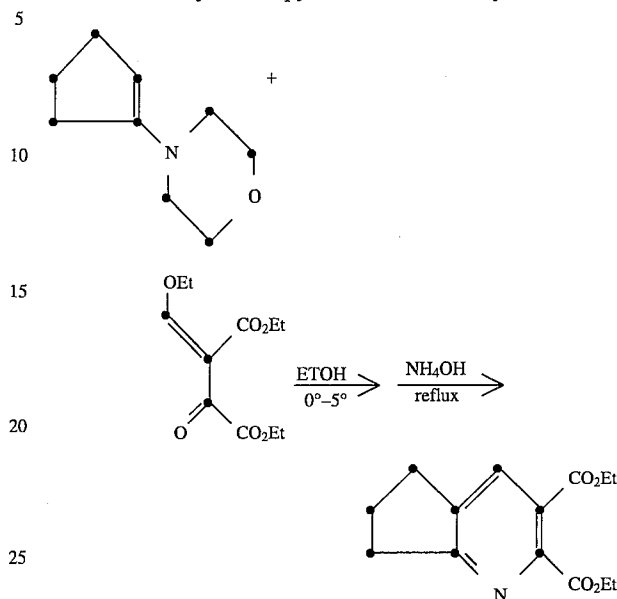 5
+
10
N
O
15
OEt
CO₂Et
ETOH NH₄OH
0°–5° reflux
20
O CO₂Et
CO₂Et
25
CO₂Et
N